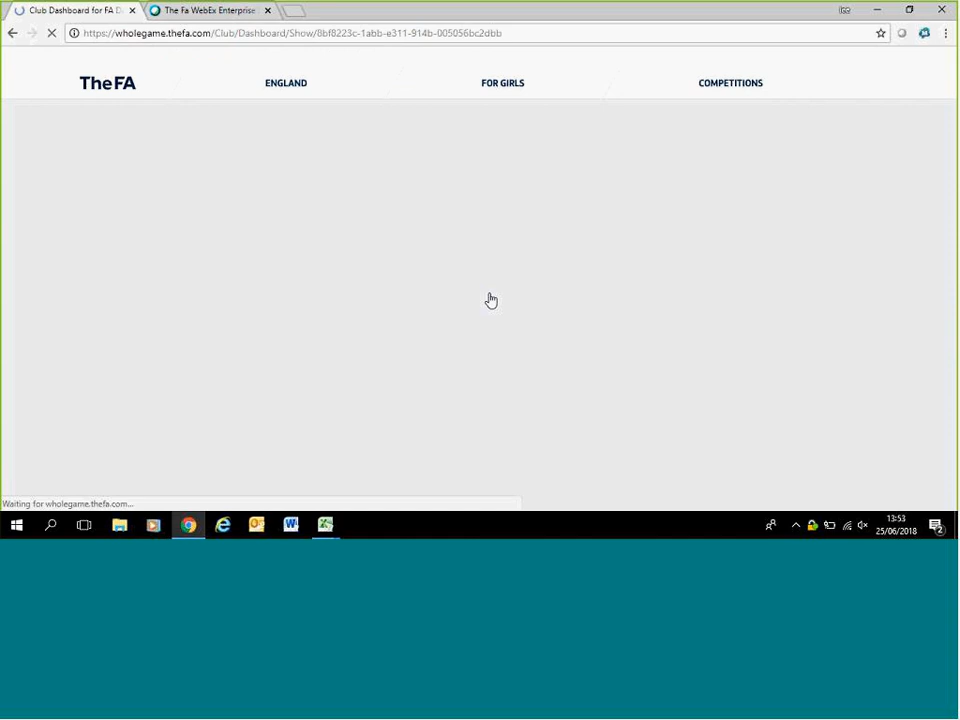 Club Dashboard for FA D
The Fa WebEx Enterprise
https://wholegame.thefa.com/Club/Dashboard/Show/8bf8223c-1abb-e311-914b-005056bc2dbb
TheFA
ENGLAND
FOR GIRLS
COMPETITIONS
Waiting for wholegame.thefa.com...
13:53
25/06/2018
2